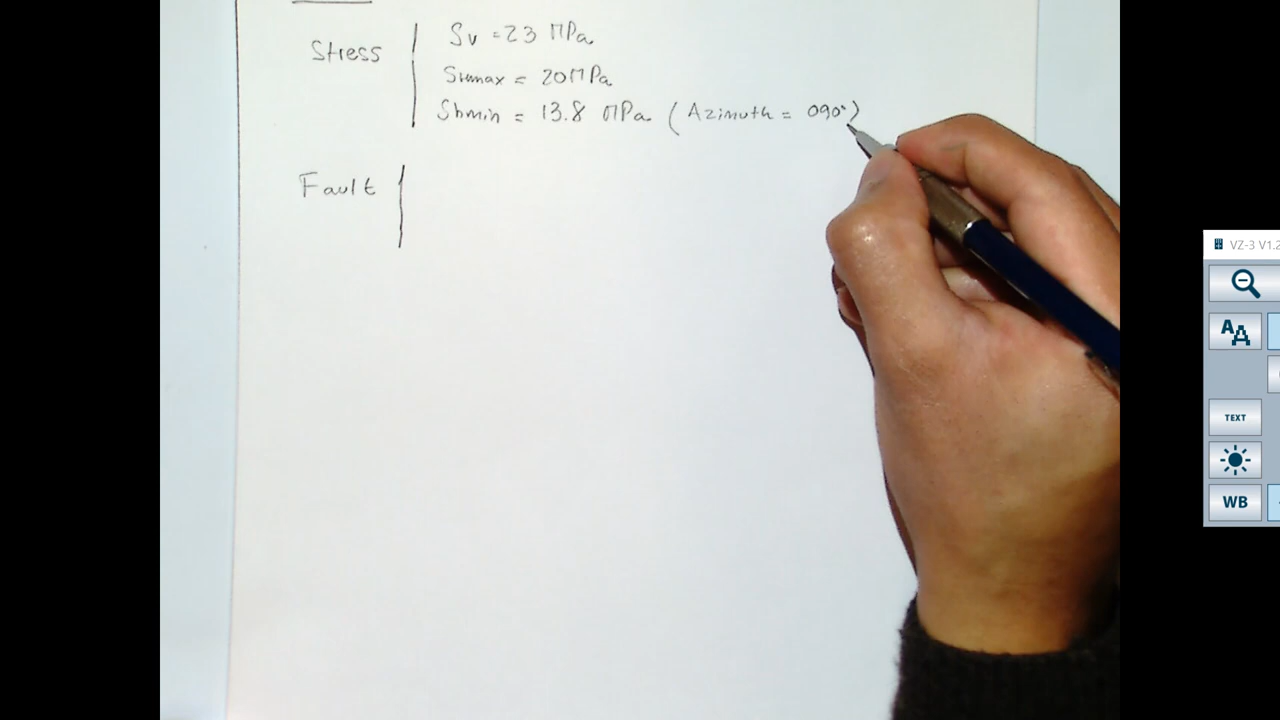 Stress
Sv = 23 MPa
SHmax = 20 MPa
Shmin = 13.8 MPa (Azimuth = 090°)
Fault
VZ-3 V1.2
AA
TEXT
WB